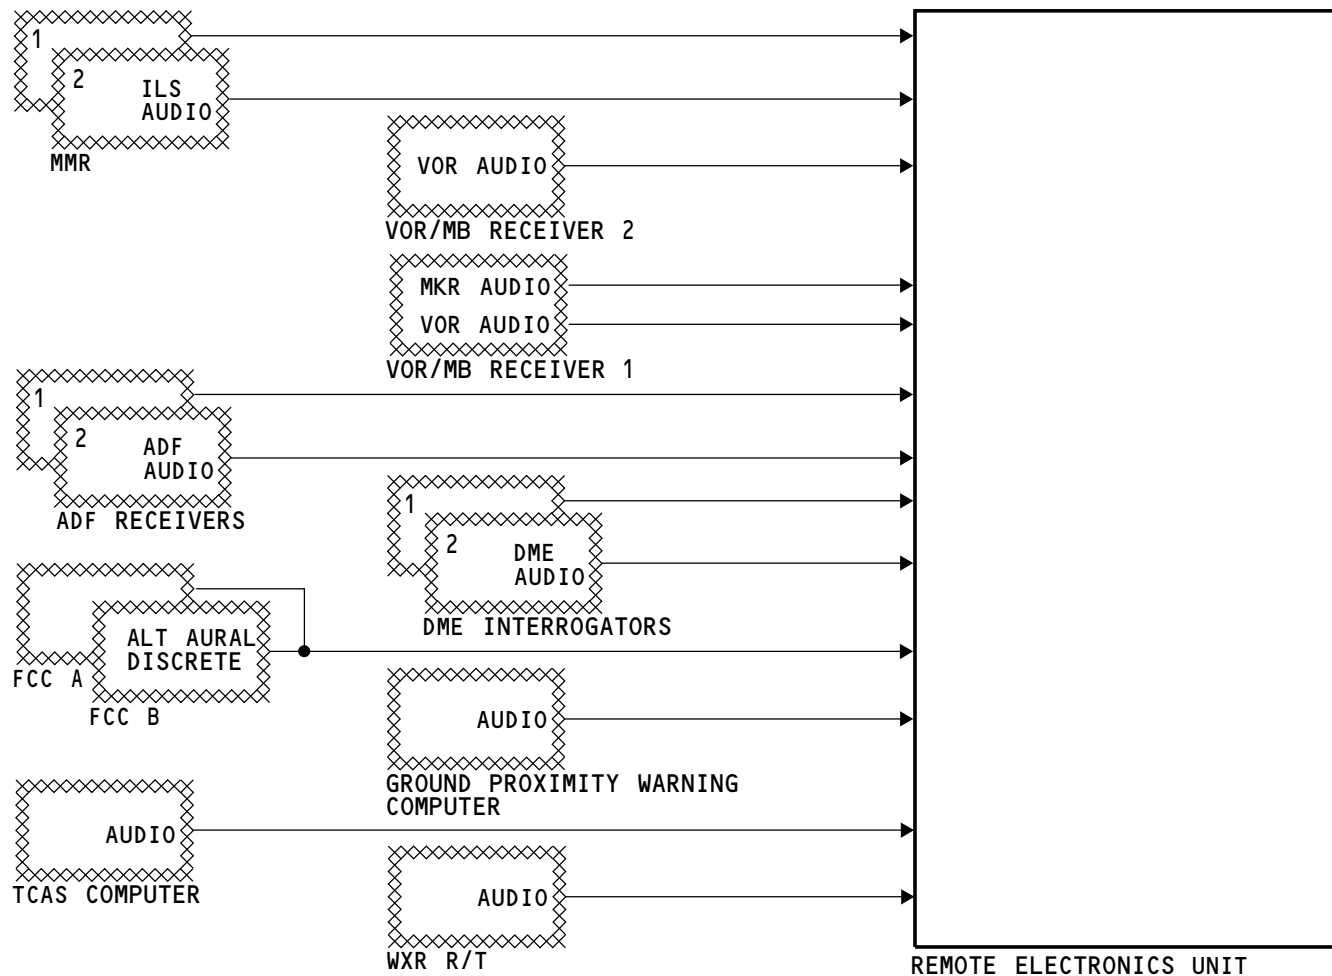 1
2
ILS
AUDIO
MMR
VOR AUDIO
VOR/MB RECEIVER 2
MKR AUDIO
VOR AUDIO
VOR/MB RECEIVER 1
1
2
ADF
AUDIO
ADF RECEIVERS
1
2
DME
AUDIO
DME INTERROGATORS
ALT AURAL
DISCRETE
FCC A
FCC B
AUDIO
GROUND PROXIMITY WARNING
COMPUTER
AUDIO
TCAS COMPUTER
AUDIO
WXR R/T
REMOTE ELECTRONICS UNIT